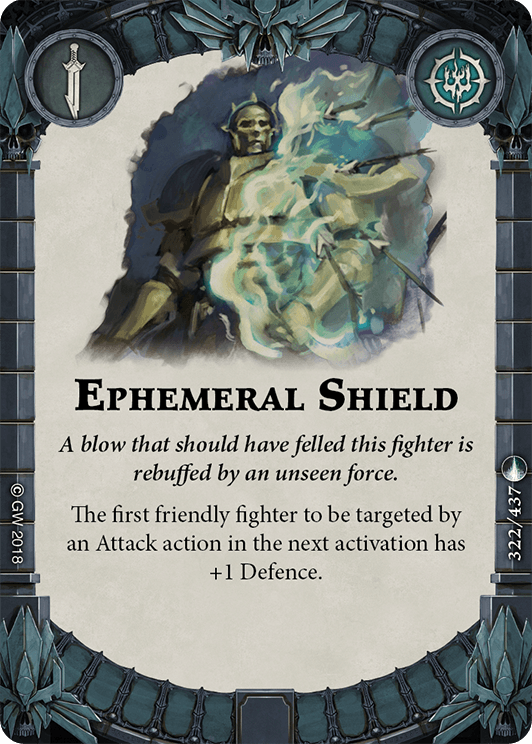 Ephemeral Shield
A blow that should have felled this fighter is
rebuffed by an unseen force.
The first friendly fighter to be targeted by
an Attack action in the next activation has
+1 Defence.
© GW 2018
322/437